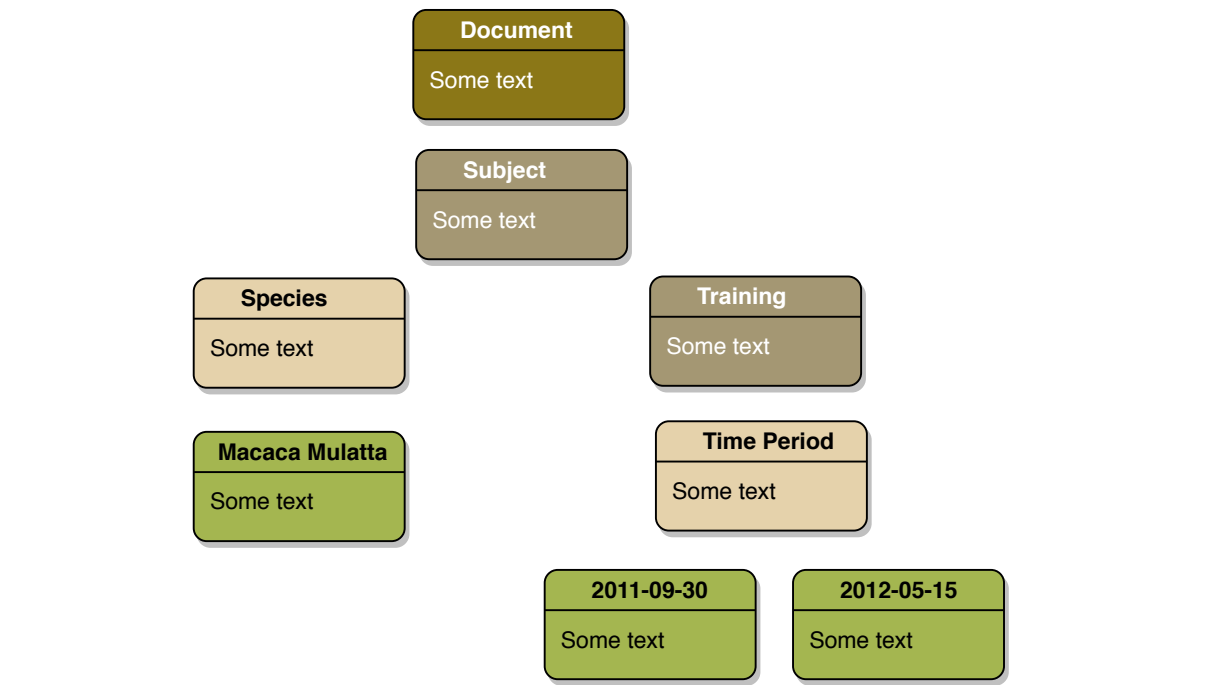 Document
Some text
Subject
Some text
Species
Some text
Training
Some text
Macaca Mulatta
Some text
Time Period
Some text
2011-09-30
Some text
2012-05-15
Some text